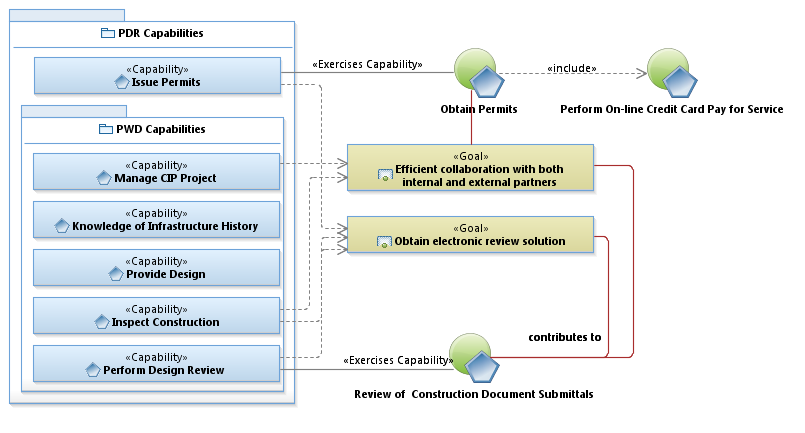 PDR Capabilities
«Capability»
Issue Permits
«Exercises Capability»
«include»
Obtain Permits
Perform On-line Credit Card Pay for Service
PWD Capabilities
«Capability»
Manage CIP Project
«Goal»
Efficient collaboration with both
internal and external partners
«Capability»
Knowledge of Infrastructure History
«Goal»
Obtain electronic review solution
«Capability»
Provide Design
«Capability»
Inspect Construction
contributes to
«Capability»
Perform Design Review
«Exercises Capability»
Review of Construction Document Submittals